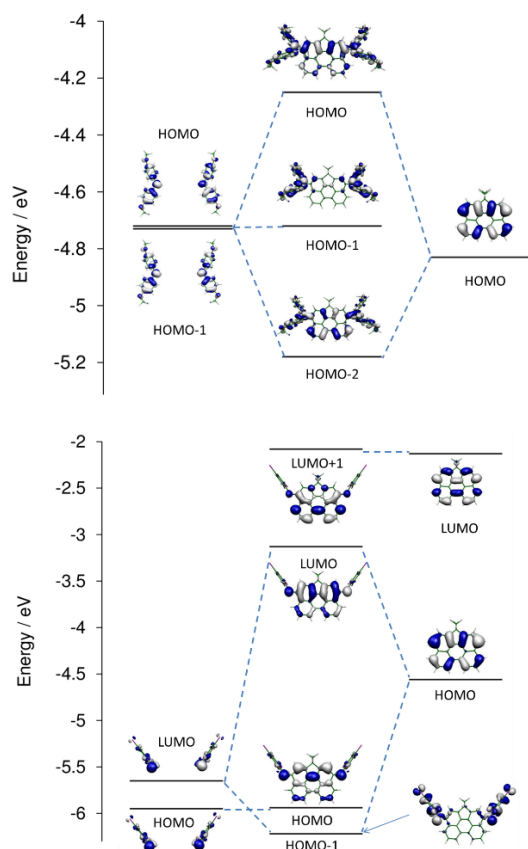 -4
-4.2
-4.4
-4.6
-4.8
-5
-5.2
Energy / eV
HOMO
HOMO
HOMO-1
HOMO-1
HOMO
HOMO-2
-2
-2.5
-3
-3.5
-4
-4.5
-5
-5.5
-6
Energy / eV
LUMO+1
LUMO
LUMO
HOMO
LUMO
HOMO
HOMO
HOMO-1